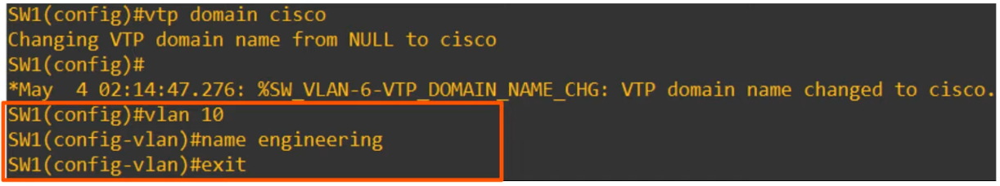 SW1(config)#vtp domain cisco
Changing VTP domain name from NULL to cisco
SW1(config)#
*May  4 02:14:47.276: %SW_VLAN-6-VTP_DOMAIN_NAME_CHG: VTP domain name changed to cisco.
SW1(config)#vlan 10
SW1(config-vlan)#name engineering
SW1(config-vlan)#exit